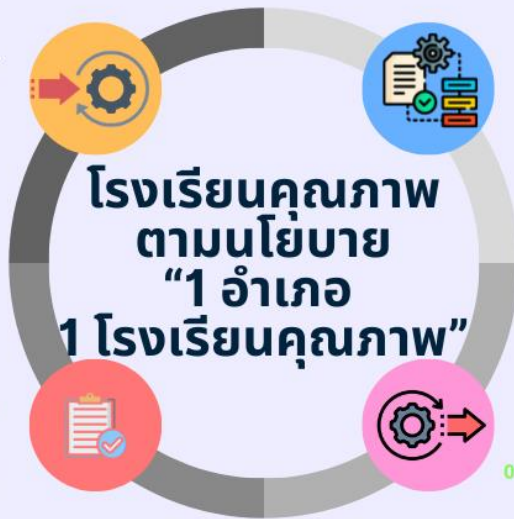 โรงเรียนคุณภาพ
ตามนโยบาย
“1 อำเภอ
1 โรงเรียนคุณภาพ”
0